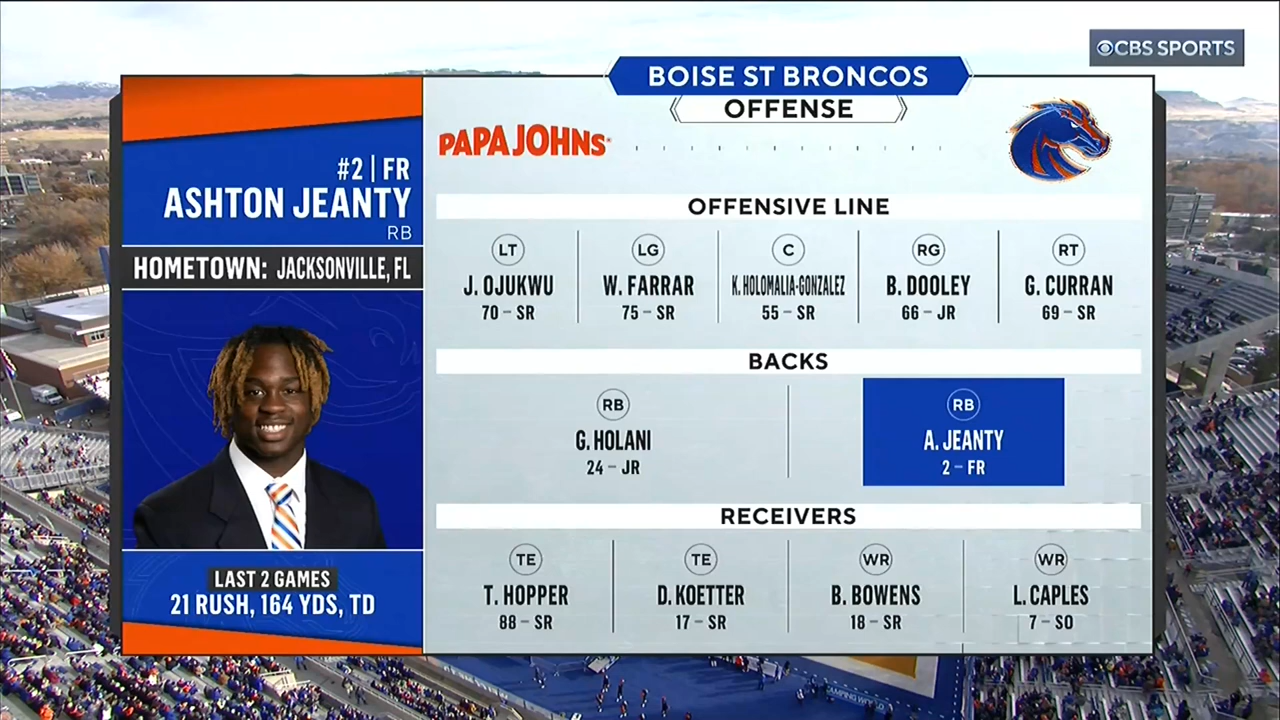 CBS SPORTS
BOISE ST BRONCOS
OFFENSE
PAPA JOHNS
#2 | FR
ASHTON JEANTY
RB
HOMETOWN: JACKSONVILLE, FL
LAST 2 GAMES
21 RUSH, 164 YDS, TD
OFFENSIVE LINE
LT LG C RG RT
J. OJUKWU W. FARRAR K. HOLOMALIA-GONZALEZ B. DOOLEY G. CURRAN
70 – SR 75 – SR 55 – SR 66 – JR 69 – SR
BACKS
RB RB
G. HOLANI A. JEANTY
24 – JR 2 – FR
RECEIVERS
TE TE WR WR
T. HOPPER D. KOETTER B. BOWENS L. CAPLES
88 – SR 17 – SR 18 – SR 7 – SO
CAMPING WORLD